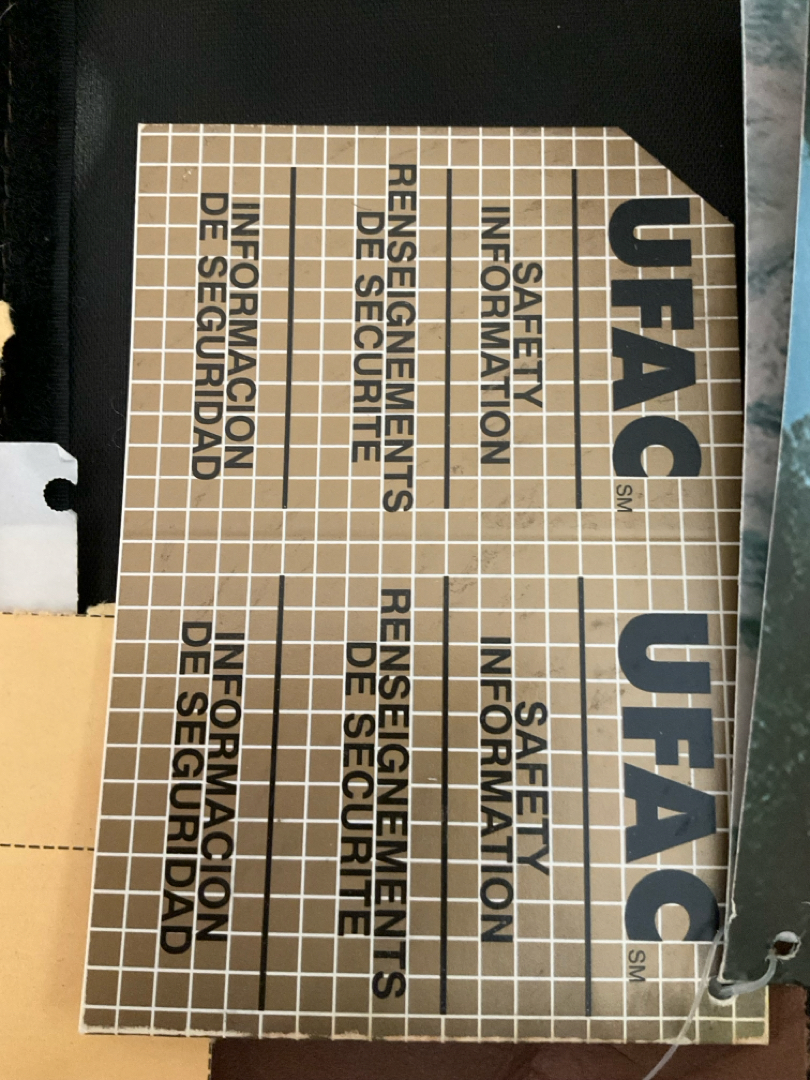 UFAC SM
SAFETY
INFORMATION
RENSEIGNEMENTS
DE SECURITE
INFORMACION
DE SEGURIDAD
UFAC SM
SAFETY
INFORMATION
RENSEIGNEMENTS
DE SECURITE
INFORMACION
DE SEGURIDAD